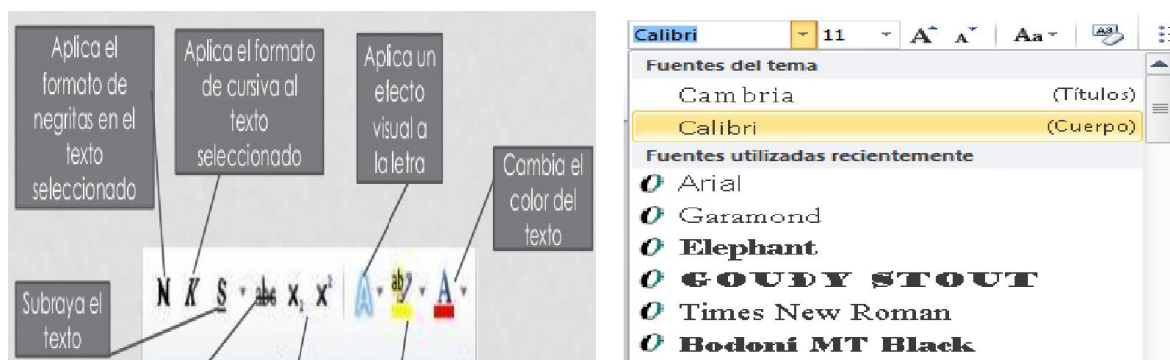 Aplica el
formato de
negritas en el
texto
seleccionado
Aplica el formato
de cursiva al
texto
seleccionado
Aplica un
efecto
visual a
la letra
Cambia el
color del
texto
Subraya el
texto
N K S abc x₂ x² A ab A
Calibri 11 A A Aa Aa
Fuentes del tema
Cambria (Títulos)
Calibri (Cuerpo)
Fuentes utilizadas recientemente
O Arial
O Garamond
O Elephant
O GOUDY STOUT
O Times New Roman
O Bodoni MT Black